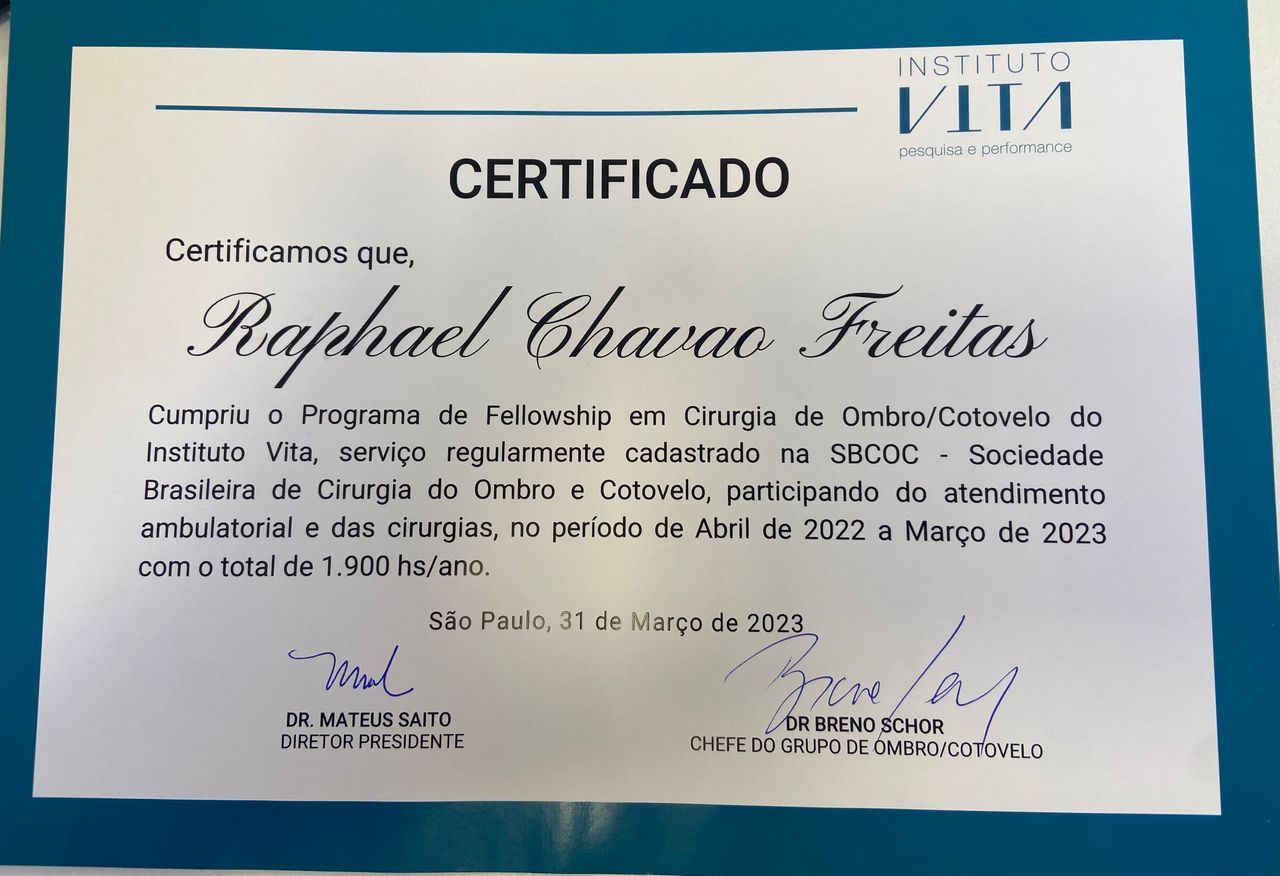 INSTITUTO
VITA
pesquisa e performance
CERTIFICADO
Certificamos que,
Raphael Chavao Freitas
Cumpriu o Programa de Fellowship em Cirurgia de Ombro/Cotovelo do
Instituto Vita, serviço regularmente cadastrado na SBCOC - Sociedade
Brasileira de Cirurgia do Ombro e Cotovelo, participando do atendimento
ambulatorial e das cirurgias, no período de Abril de 2022 a Março de 2023
com o total de 1.900 hs/ano.
São Paulo, 31 de Março de 2023
DR. MATEUS SAITO
DIRETOR PRESIDENTE
DR BRENO SCHOR
CHEFE DO GRUPO DE OMBRO/COTOVELO